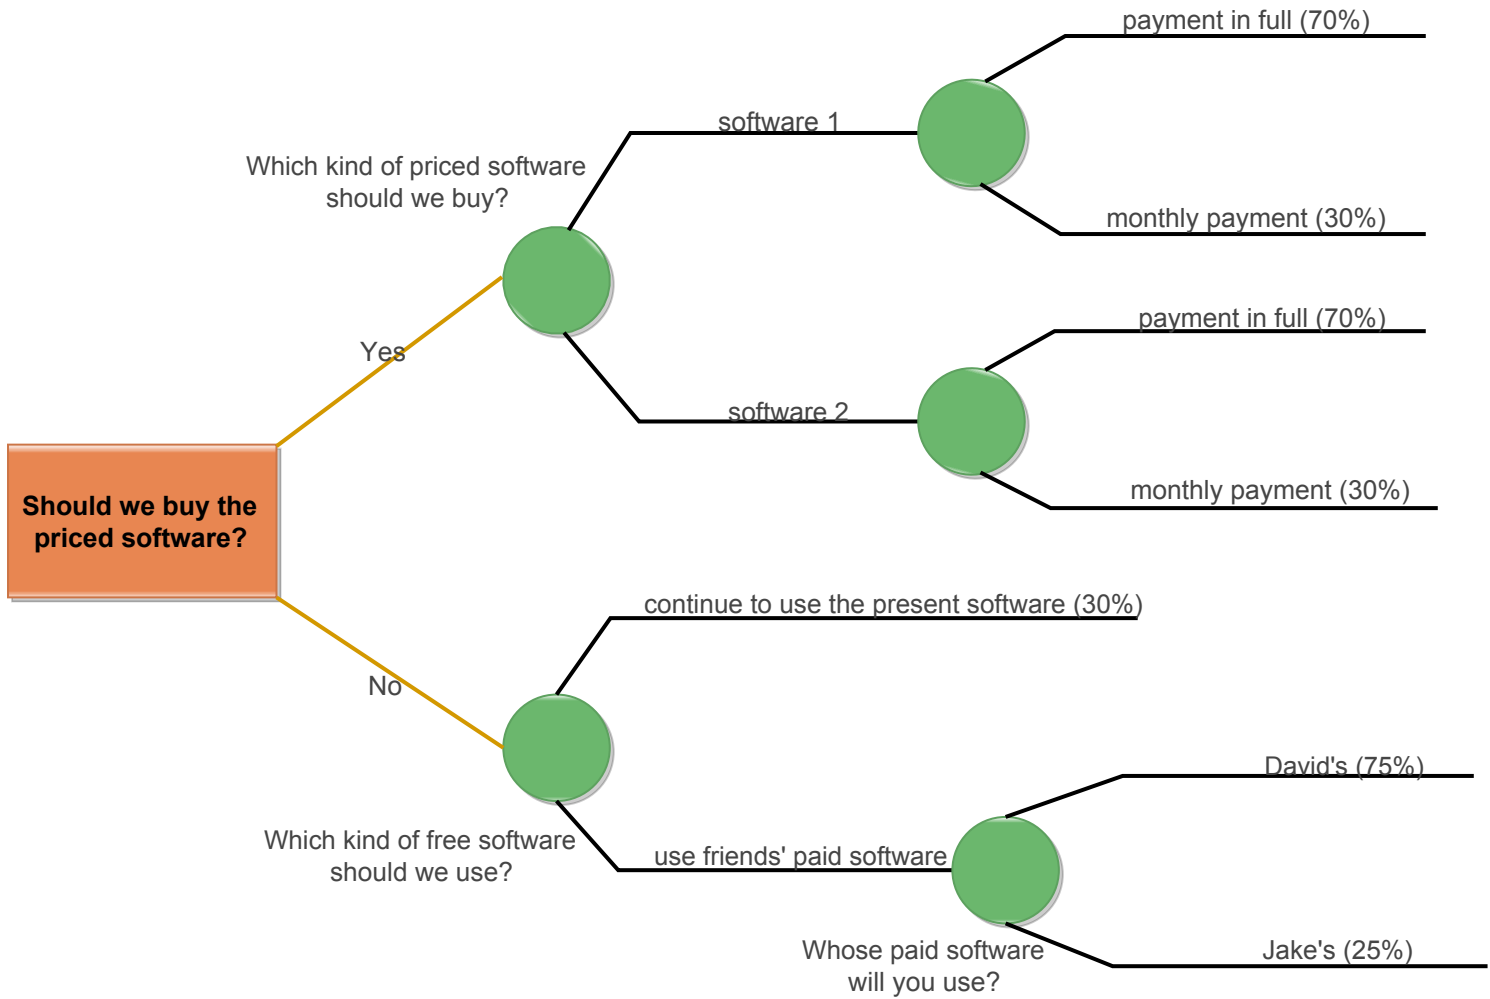 payment in full (70%)
software 1
Which kind of priced software
should we buy?
monthly payment (30%)
payment in full (70%)
Yes
software 2
monthly payment (30%)
Should we buy the
priced software?
continue to use the present software (30%)
No
David's (75%)
Which kind of free software
should we use?
use friends' paid software
Whose paid software
will you use?
Jake's (25%)